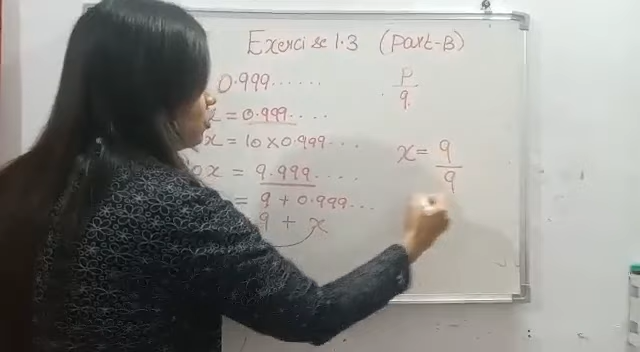 Exercise 1.3 (Part-B)
0.999......
P
q
= 0.999....
x = 10 × 0.999...
0x = 9.999....
= 9 + 0.999...
9 + x
x = 9
9